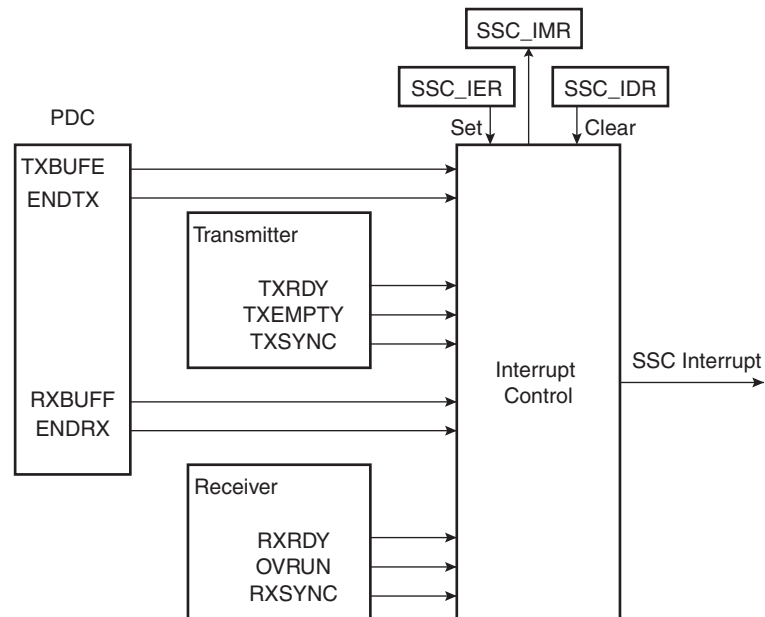 SSC_IMR
SSC_IER
SSC_IDR
PDC
Set
Clear
TXBUFE
ENDTX
Transmitter
TXRDY
TXEMPTY
TXSYNC
RXBUFF
ENDRX
Interrupt
Control
SSC Interrupt
Receiver
RXRDY
OVRUN
RXSYNC